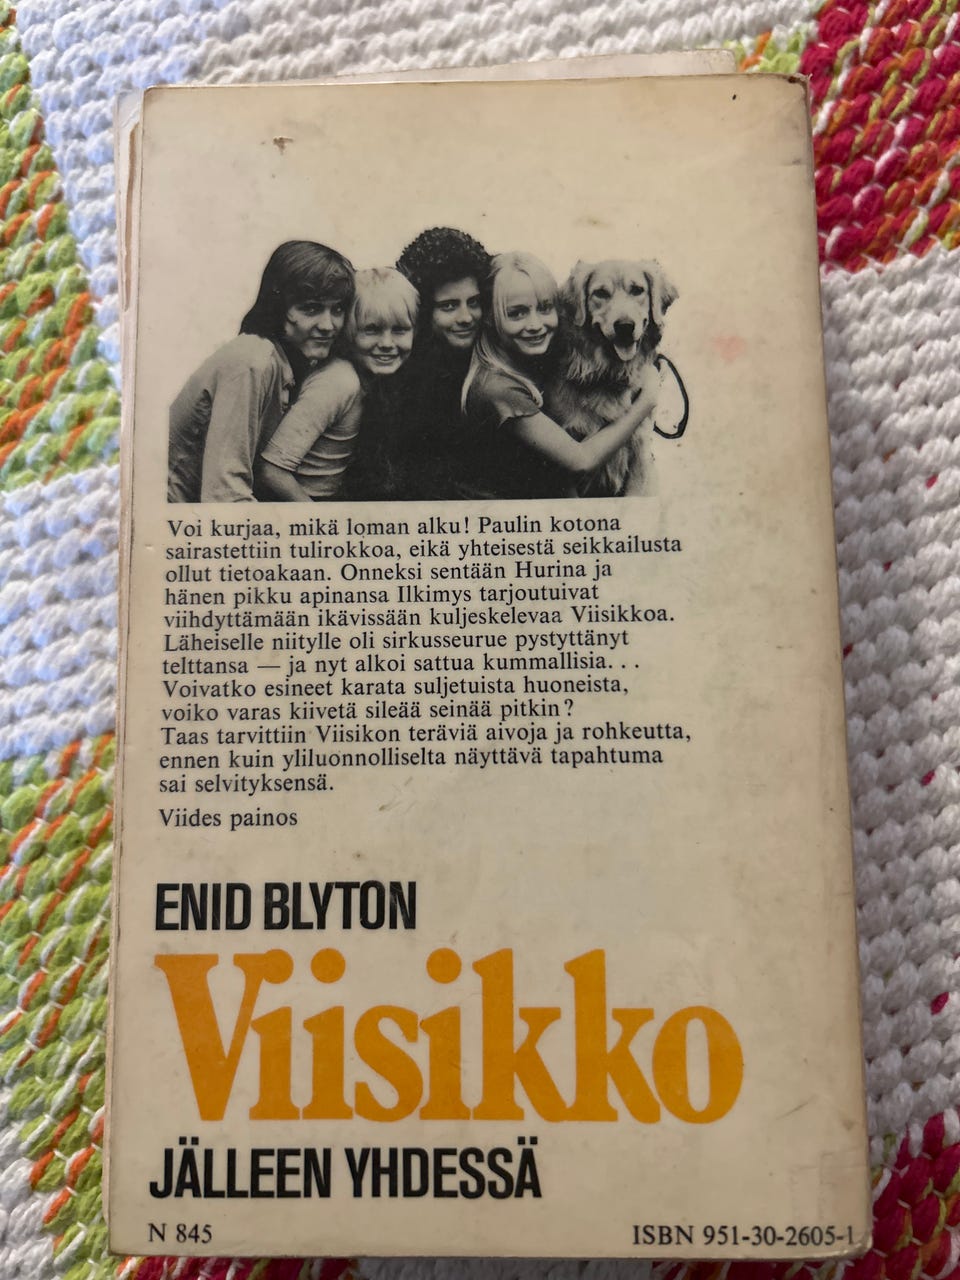 Voi kurjaa, mikä loman alku! Paulin kotona
sairastettiin tulirokkoa, eikä yhteisestä seikkailusta
ollut tietoakaan. Onneksi sentään Hurina ja
hänen pikku apinansa Ilkimys tarjoutuivat
viihdyttämään ikävissään kuljeskelevaa Viisikkoa.
Läheiselle niitylle oli sirkusseurue pystyttänyt
telttansa — ja nyt alkoi sattua kummallisia. . .
Voivatko esineet karata suljetuista huoneista,
voiko varas kiivetä sileää seinää pitkin?
Taas tarvittiin Viisikon teräviä aivoja ja rohkeutta,
ennen kuin yliluonnolliselta näyttävä tapahtuma
sai selvityksensä.
Viides painos
ENID BLYTON
Viisikko
JÄLLEEN YHDESSÄ
N 845 ISBN 951-30-2605-1